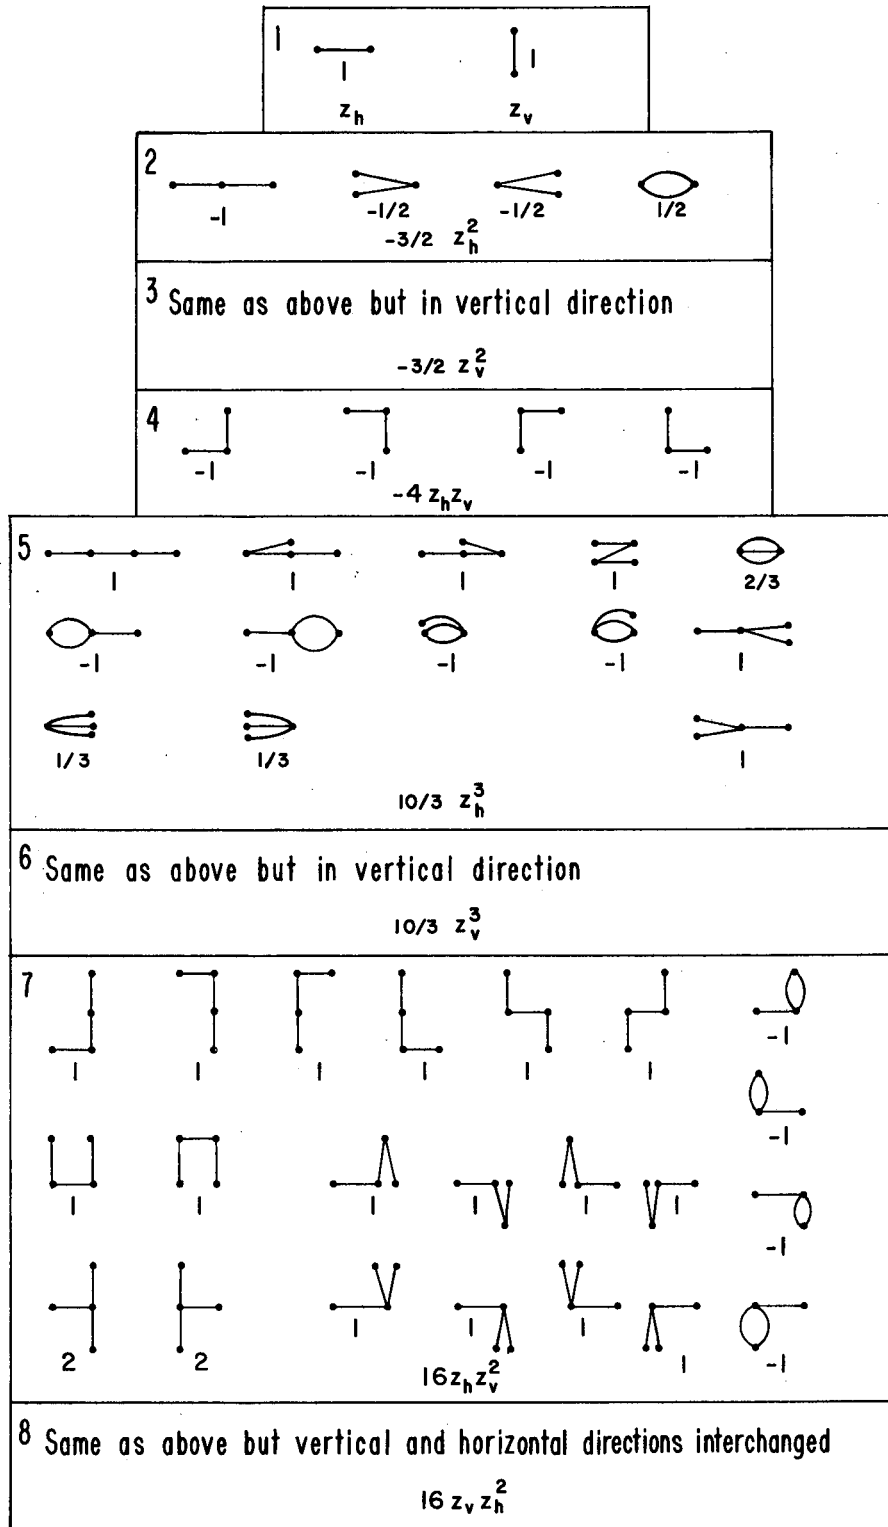 1
1 1
z_h z_v
2
-1 -1/2 -1/2 1/2
-3/2 z_h^2
3 Same as above but in vertical direction
-3/2 z_v^2
4
-1 -1 -1 -1
-4 z_h z_v
5
1 1 1 1 2/3
-1 -1 -1 -1 1
1/3 1/3 1
10/3 z_h^3
6 Same as above but in vertical direction
10/3 z_v^3
7
-1
1 1 1 1 1 1
-1
1 1 1 1 1 1
-1
2 2 1 1 1 1 -1
16 z_h z_v^2
8 Same as above but vertical and horizontal directions interchanged
16 z_v z_h^2